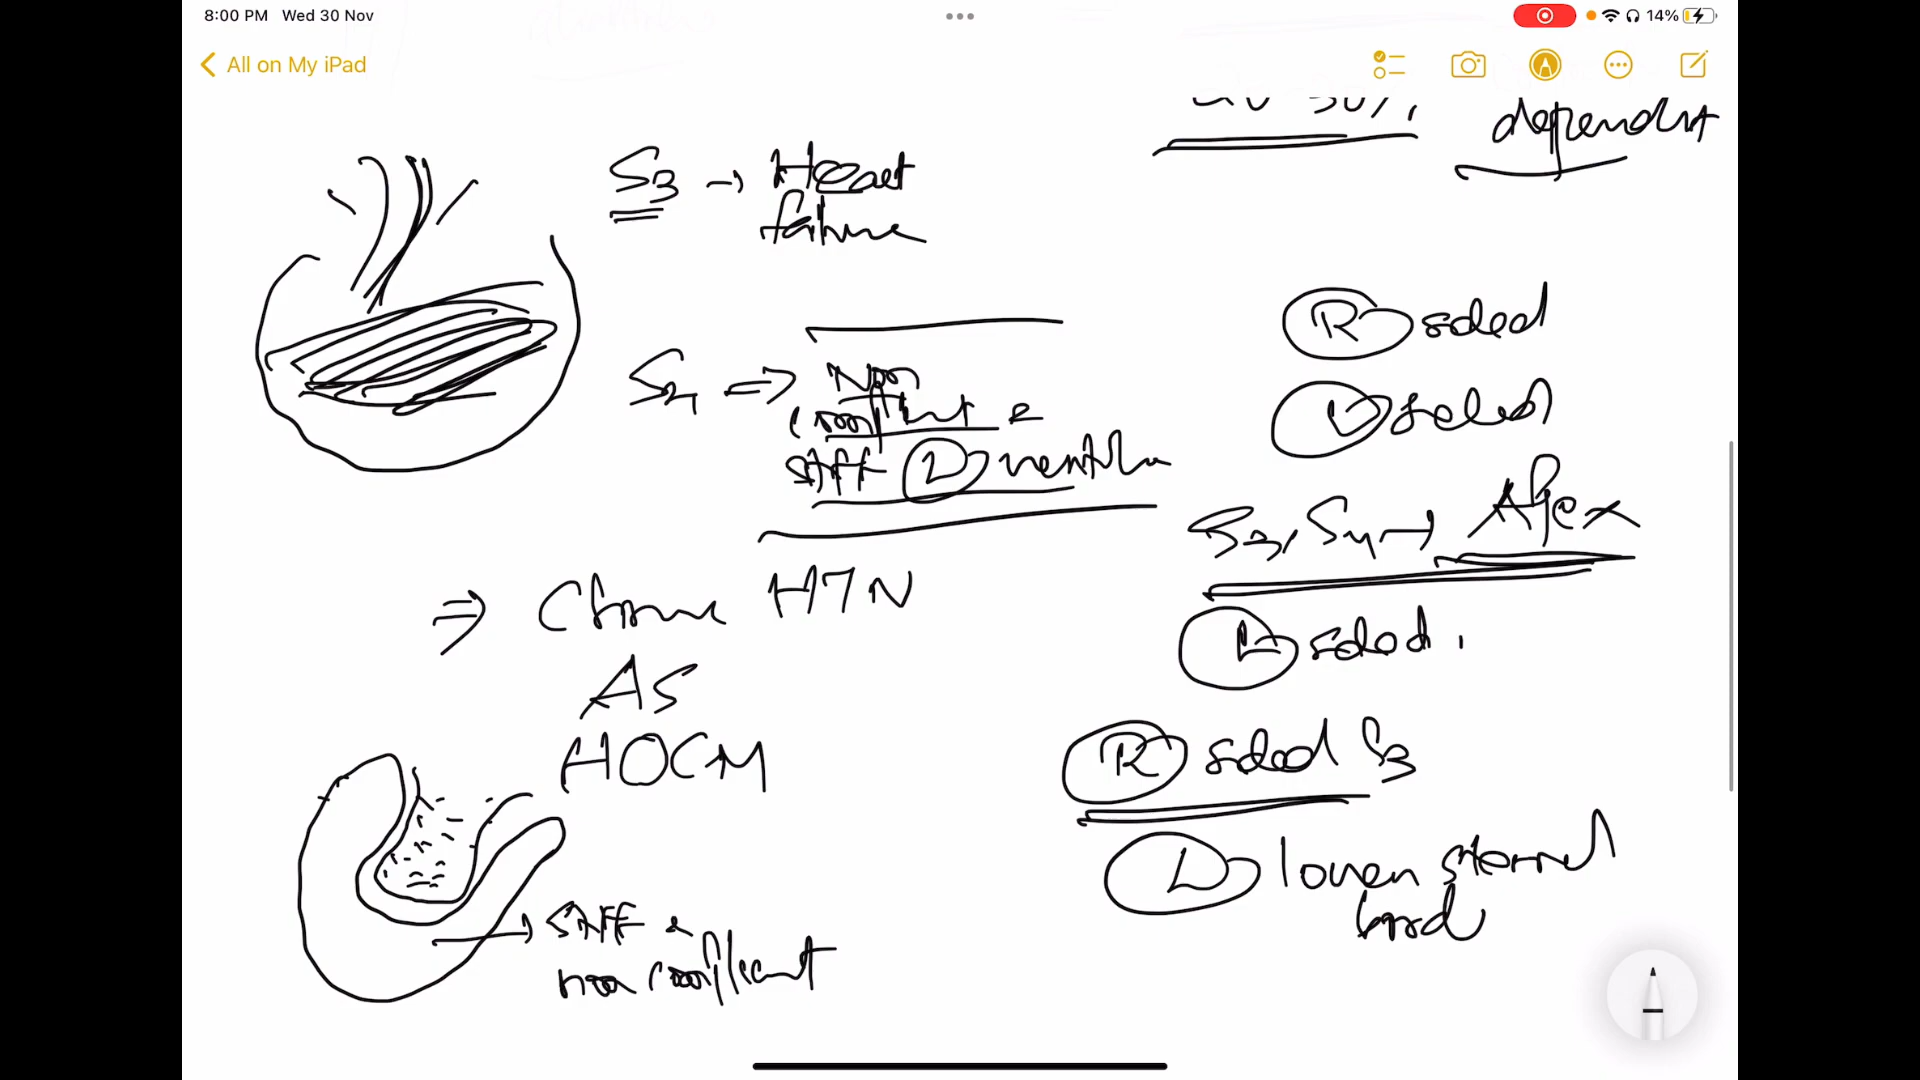 8:00 PM Wed 30 Nov
14%
All on My iPad
dependent
S3 → Heart
failure
S4 ⇒ Non
compliant &
stiff L ventricle
⇒ Chronic HTN
AS
HOCM
→ stiff &
non compliant
R sided
L sided
S3, S4 → Apex
L sided.
R sided S3
L lower sternal
bord